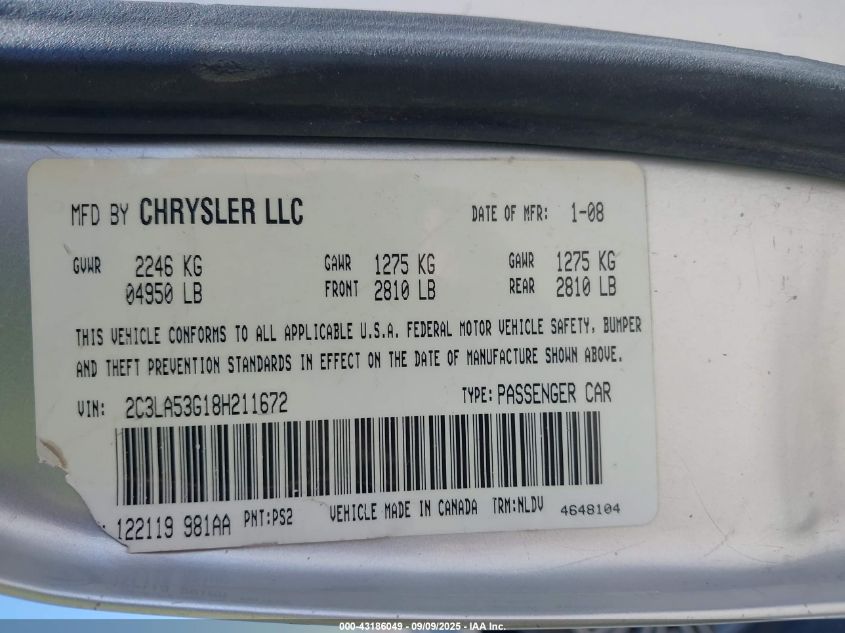 MFD BY CHRYSLER LLC DATE OF MFR: 1-08
GVWR 2246 KG GAWR 1275 KG GAWR 1275 KG
04950 LB FRONT 2810 LB REAR 2810 LB
THIS VEHICLE CONFORMS TO ALL APPLICABLE U.S.A. FEDERAL MOTOR VEHICLE SAFETY, BUMPER
AND THEFT PREVENTION STANDARDS IN EFFECT ON THE DATE OF MANUFACTURE SHOWN ABOVE.
VIN: 2C3LA53G18H211672 TYPE: PASSENGER CAR
: 122119 981AA PNT:PS2 VEHICLE MADE IN CANADA TRM:NLDV 4648104
000-43186049 - 09/09/2025 - IAA Inc.